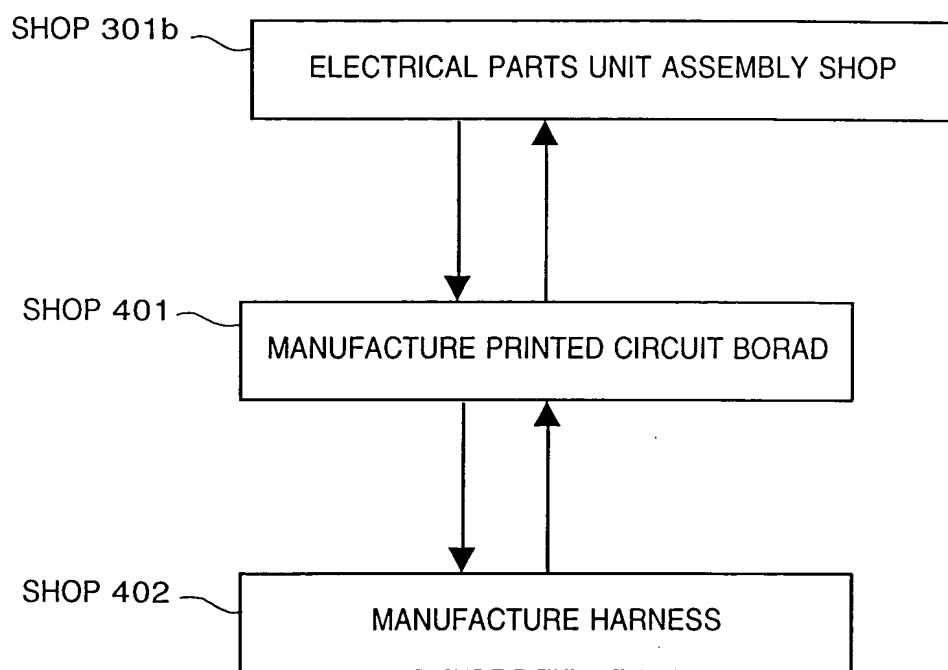 SHOP 301b
ELECTRICAL PARTS UNIT ASSEMBLY SHOP
SHOP 401
MANUFACTURE PRINTED CIRCUIT BORAD
SHOP 402
MANUFACTURE HARNESS